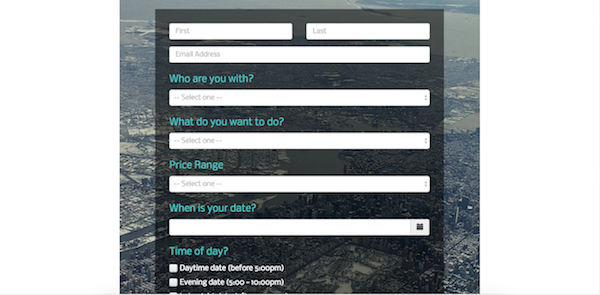 First Last
Email Address
Who are you with?
-- Select one --
What do you want to do?
-- Select one --
Price Range
-- Select one --
When is your date?
Time of day?
Daytime date (before 5:00pm)
Evening date (5:00 - 10:00pm)